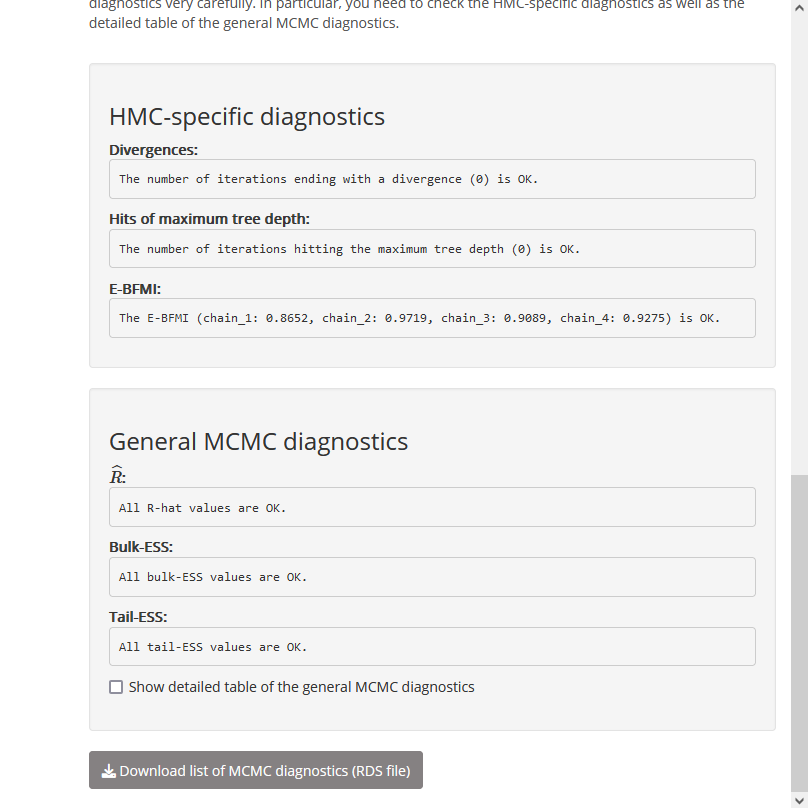 diagnostics very carefully. In particular, you need to check the HMC-specific diagnostics as well as the
detailed table of the general MCMC diagnostics.
HMC-specific diagnostics
Divergences:
The number of iterations ending with a divergence (0) is OK.
Hits of maximum tree depth:
The number of iterations hitting the maximum tree depth (0) is OK.
E-BFMI:
The E-BFMI (chain_1: 0.8652, chain_2: 0.9719, chain_3: 0.9089, chain_4: 0.9275) is OK.
General MCMC diagnostics
R̂:
All R-hat values are OK.
Bulk-ESS:
All bulk-ESS values are OK.
Tail-ESS:
All tail-ESS values are OK.
Show detailed table of the general MCMC diagnostics
Download list of MCMC diagnostics (RDS file)